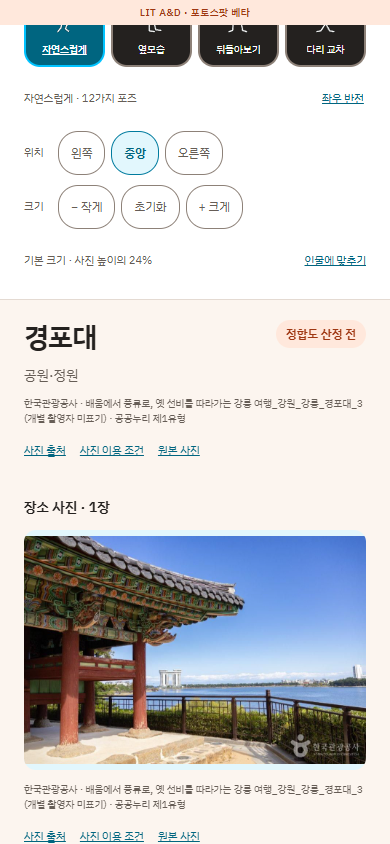 LIT A&D · 포토스팟 베타
자연스럽게 옆모습 뒤돌아보기 다리 교차
자연스럽게 · 12가지 포즈 좌우 반전
위치 왼쪽 중앙 오른쪽
크기 − 작게 초기화 + 크게
기본 크기 · 사진 높이의 24% 인물에 맞추기
경포대 정합도 산정 전
공원·정원
한국관광공사 · 배움에서 풍류로, 옛 선비를 따라가는 강릉 여행_강원_강릉_경포대_3
(개별 촬영자 미표기) · 공공누리 제1유형
사진 출처 사진 이용 조건 원본 사진
장소 사진 · 1장
한국관광공사
한국관광공사 · 배움에서 풍류로, 옛 선비를 따라가는 강릉 여행_강원_강릉_경포대_3
(개별 촬영자 미표기) · 공공누리 제1유형
사진 출처 사진 이용 조건 원본 사진